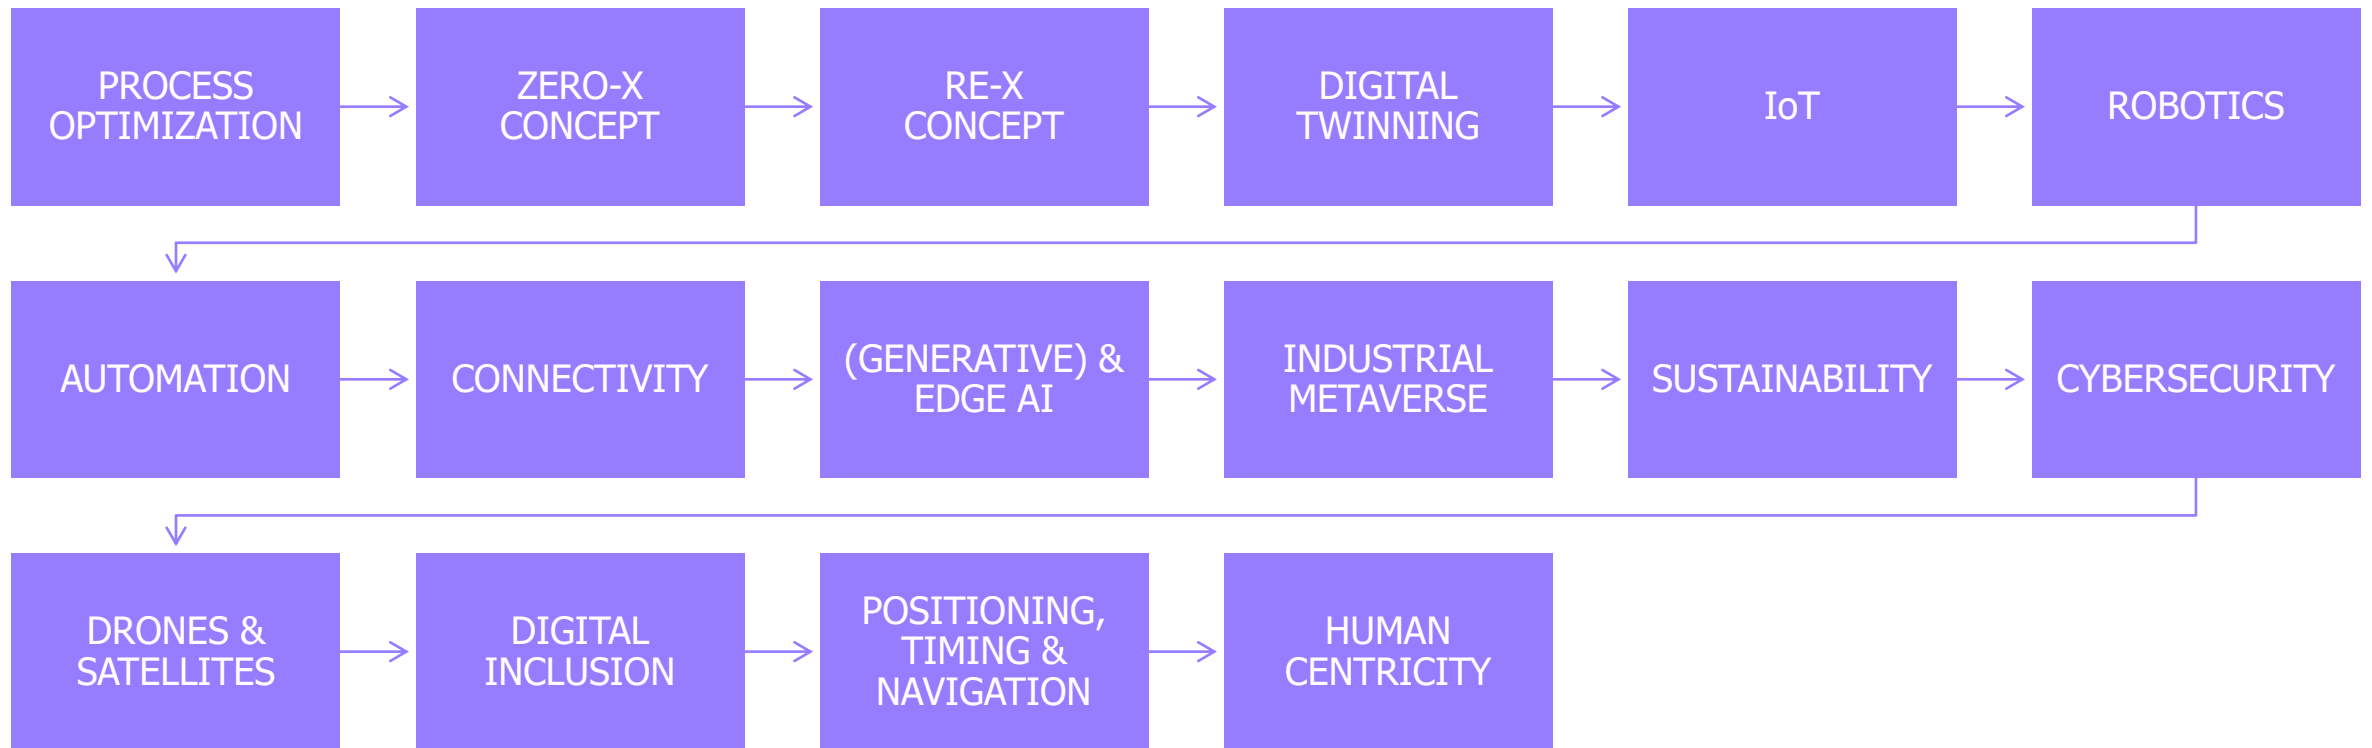 PROCESS
OPTIMIZATION
ZERO-X
CONCEPT
RE-X
CONCEPT
DIGITAL
TWINNING
IoT
ROBOTICS
AUTOMATION
CONNECTIVITY
(GENERATIVE) &
EDGE AI
INDUSTRIAL
METAVERSE
SUSTAINABILITY
CYBERSECURITY
DRONES &
SATELLITES
DIGITAL
INCLUSION
POSITIONING,
TIMING &
NAVIGATION
HUMAN
CENTRICITY